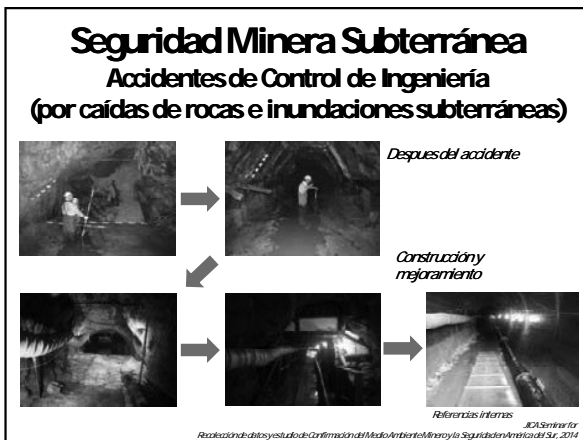 Seguridad Minera Subterránea
Accidentes de Control de Ingeniería
(por caídas de rocas e inundaciones subterráneas)
Despues del accidente
Construcción y
mejoramiento
Referencias internas
JICA Seminar for
Recolección de datos y estudio de Confirmación del Medio Ambiente Minero y la Seguridad en América del Sur, 2014